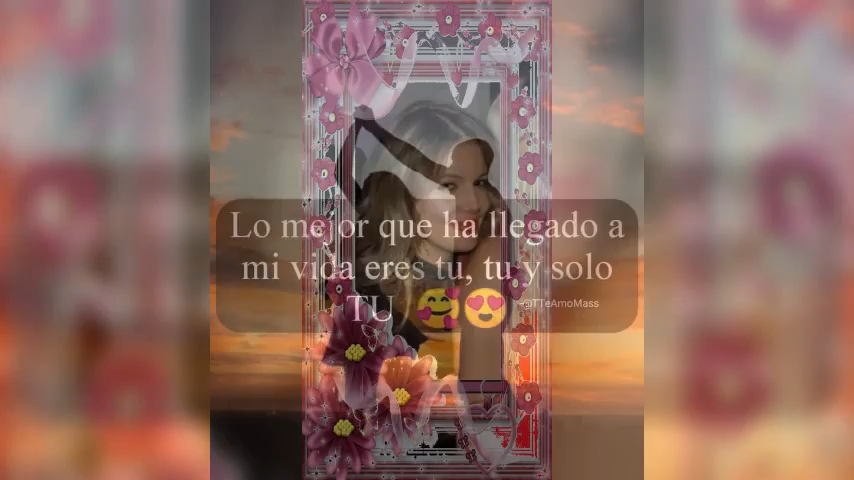 Lo mejor que ha llegado a
mi vida eres tu, tu y solo
TU 🥰😍 -@TTeAmoMass